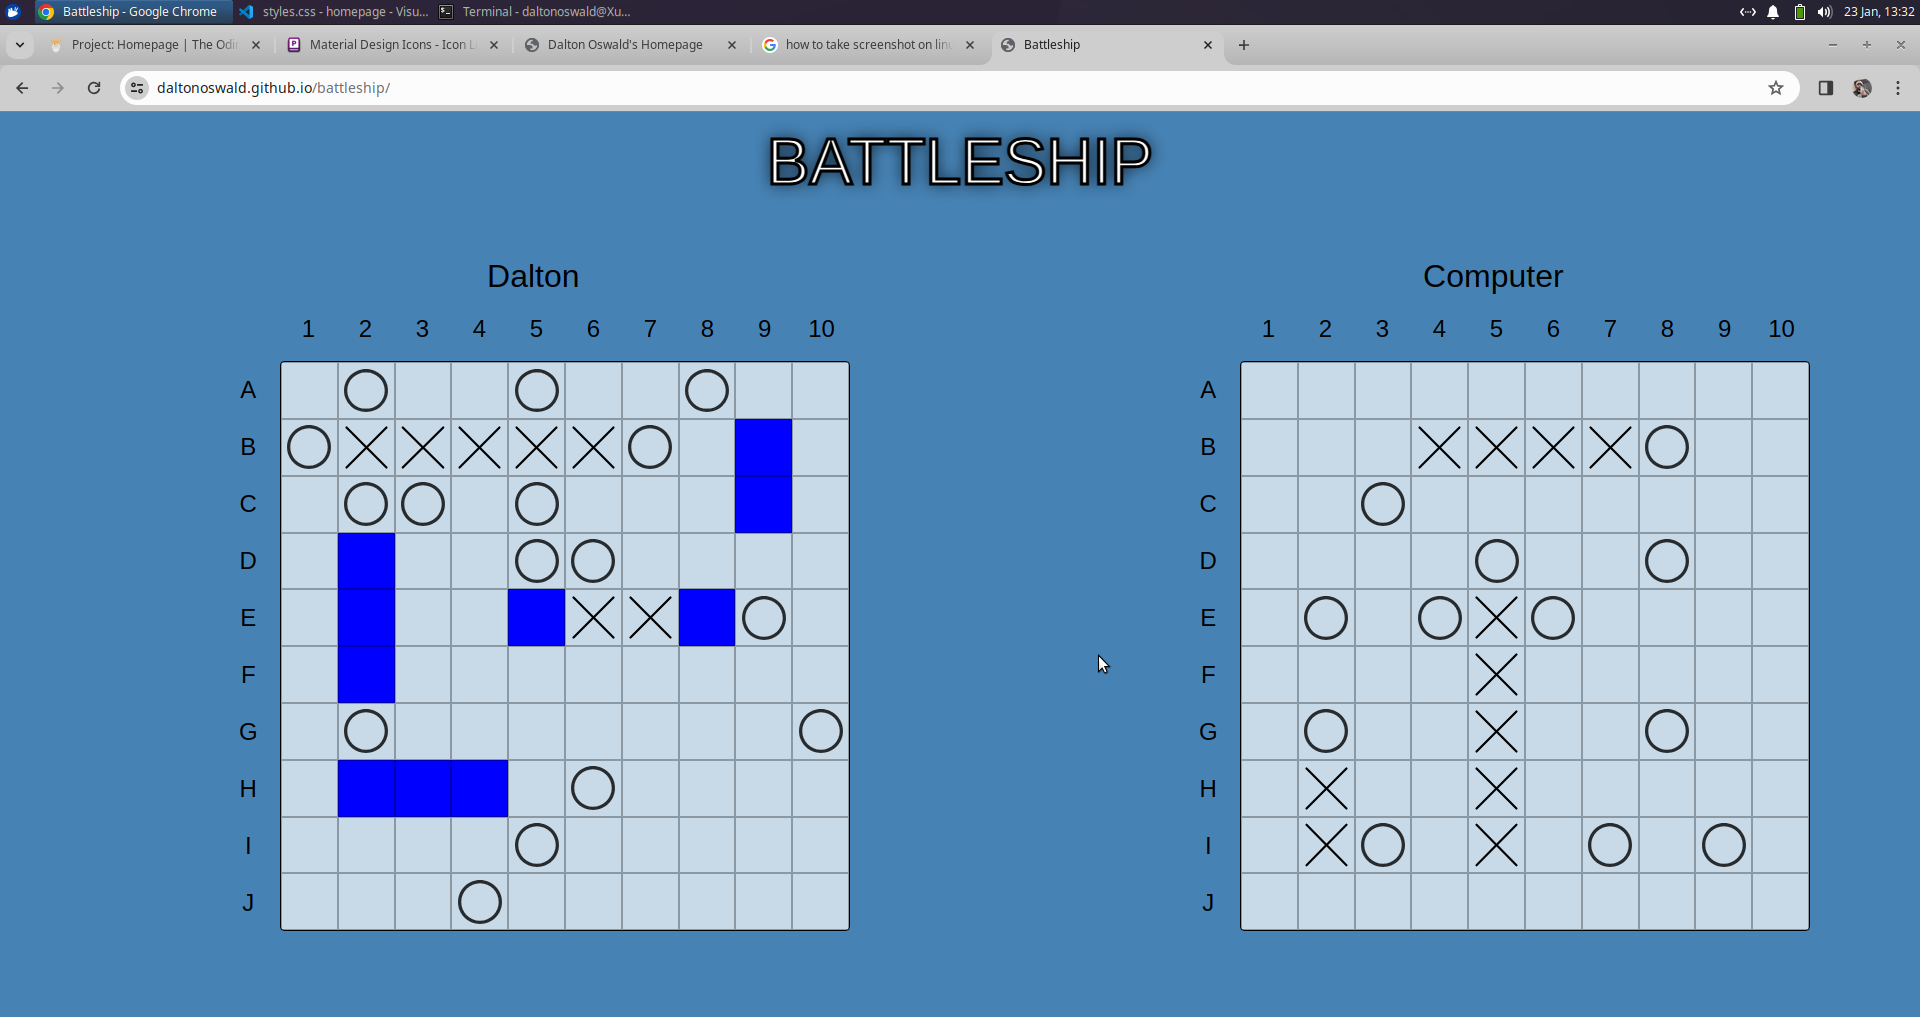 Battleship - Google Chrome styles.css - homepage - Visu... Terminal - daltonoswald@Xu... 23 Jan, 13:32
Project: Homepage | The Odi Material Design Icons - Icon Li Dalton Oswald's Homepage how to take screenshot on linu Battleship
daltonoswald.github.io/battleship/
BATTLESHIP
Dalton Computer
1 2 3 4 5 6 7 8 9 10 1 2 3 4 5 6 7 8 9 10
A A
B B
C C
D D
E E
F F
G G
H H
I I
J J